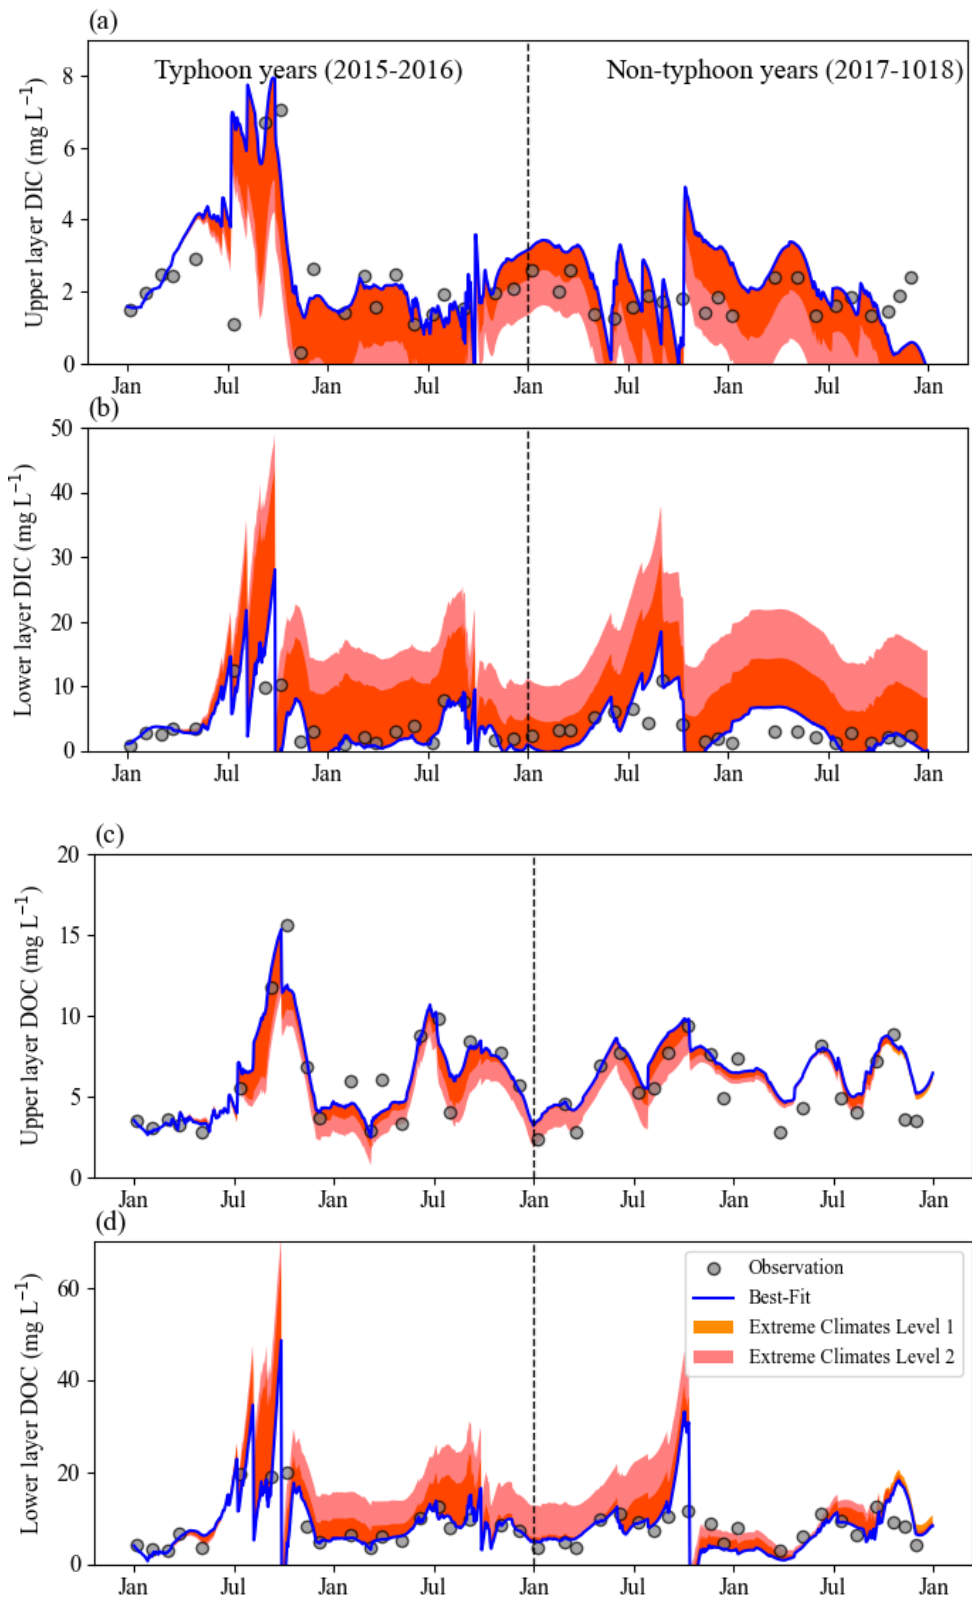 (a)
Typhoon years (2015-2016) Non-typhoon years (2017-1018)
Upper layer DIC (mg L⁻¹)
8
6
4
2
0
Jan Jul Jan Jul Jan Jul Jan Jul Jan
(b)
Lower layer DIC (mg L⁻¹)
50
40
30
20
10
0
Jan Jul Jan Jul Jan Jul Jan Jul Jan
(c)
Upper layer DOC (mg L⁻¹)
20
15
10
5
0
Jan Jul Jan Jul Jan Jul Jan Jul Jan
(d)
Lower layer DOC (mg L⁻¹)
60
40
20
0
Observation
Best-Fit
Extreme Climates Level 1
Extreme Climates Level 2
Jan Jul Jan Jul Jan Jul Jan Jul Jan